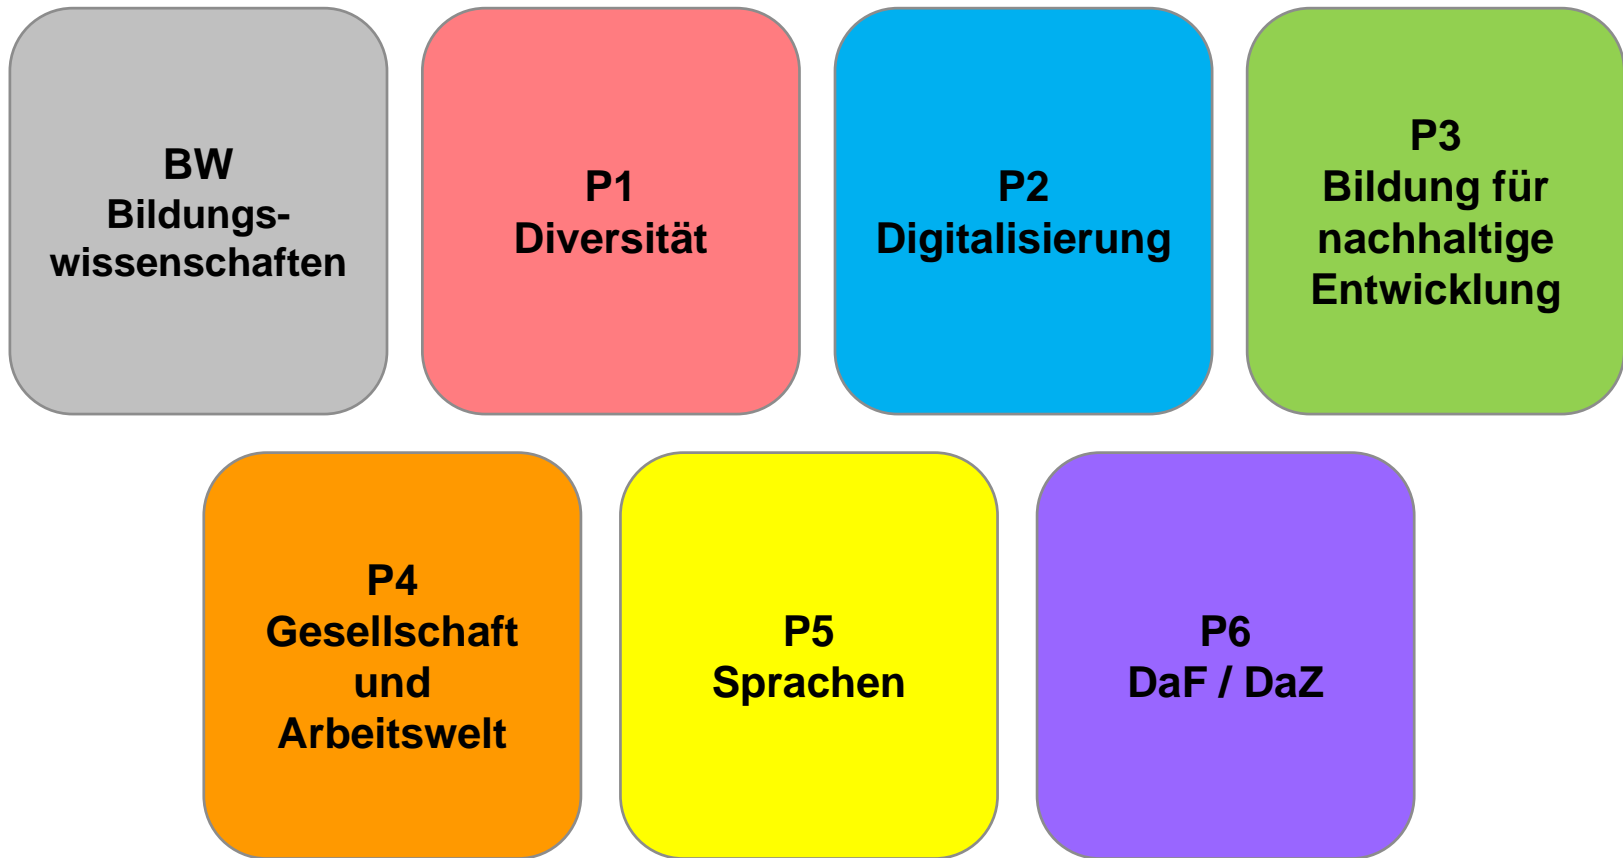 BW
Bildungs-
wissenschaften
P1
Diversität
P2
Digitalisierung
P3
Bildung für
nachhaltige
Entwicklung
P4
Gesellschaft
und
Arbeitswelt
P5
Sprachen
P6
DaF / DaZ